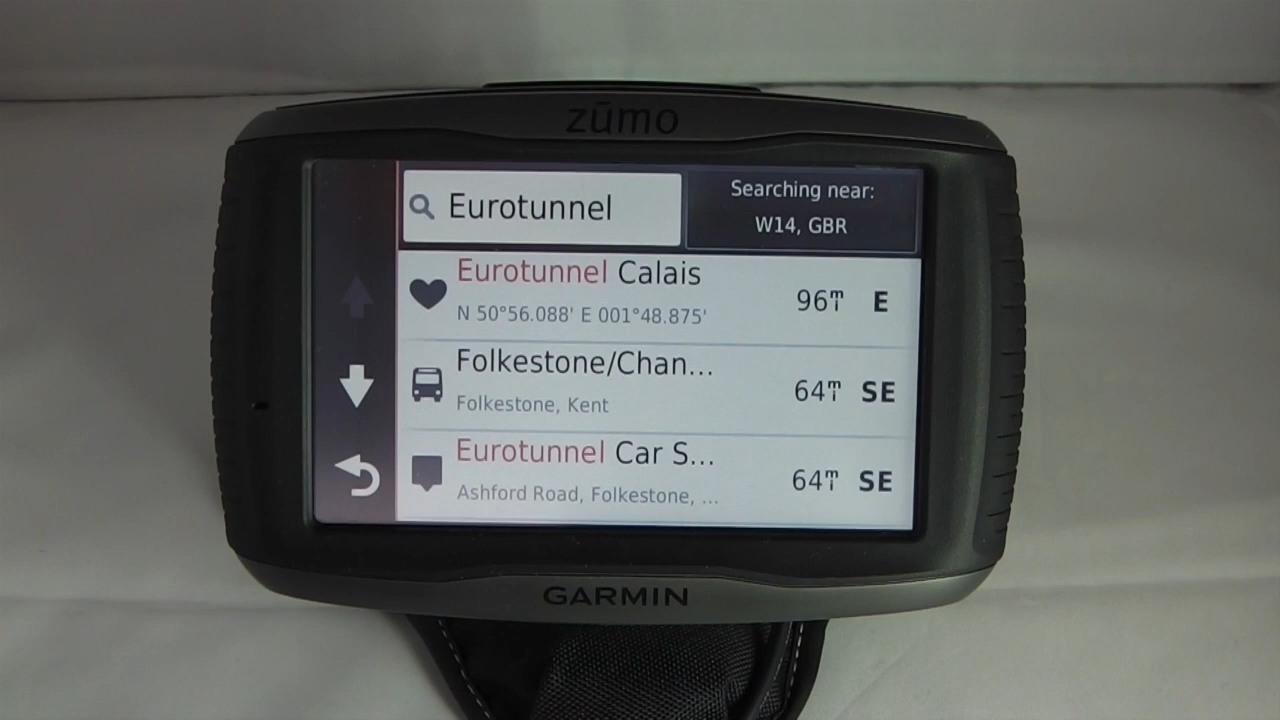 zūmo
Eurotunnel
Searching near:
W14, GBR
Eurotunnel Calais
N 50°56.088' E 001°48.875'
96mi E
Folkestone/Chan...
Folkestone, Kent
64mi SE
Eurotunnel Car S...
Ashford Road, Folkestone, ...
64mi SE
GARMIN